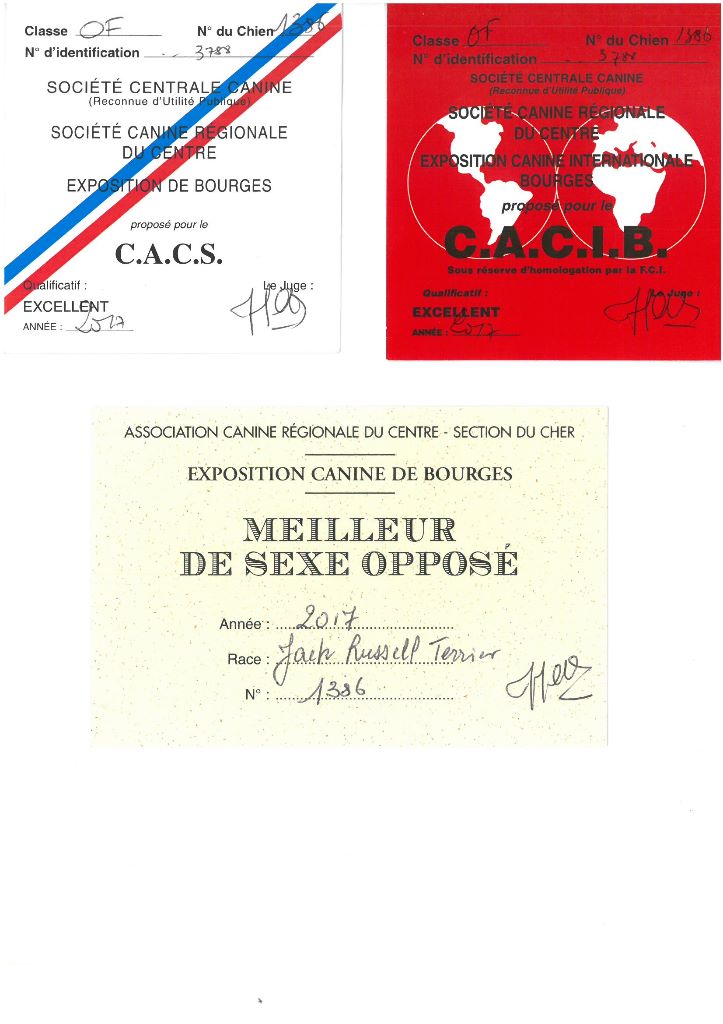 Classe OF N° du Chien 1386
N° d'identification .. 3788
SOCIÉTÉ CENTRALE CANINE
(Reconnue d'Utilité Publique)
SOCIÉTÉ CANINE RÉGIONALE
DU CENTRE
EXPOSITION DE BOURGES
proposé pour le
C.A.C.S.
Qualificatif : Le Juge :
EXCELLENT
ANNÉE : 2017
Classe OF N° du Chien 1386
N° d'identification .. 3788
SOCIÉTÉ CENTRALE CANINE
(Reconnue d'Utilité Publique)
SOCIÉTÉ CANINE RÉGIONALE
DU CENTRE
EXPOSITION CANINE INTERNATIONALE
BOURGES
proposé pour le
C.A.C.I.B.
Sous réserve d'homologation par la F.C.I.
Qualificatif : Le Juge :
EXCELLENT
ANNÉE : 2017
ASSOCIATION CANINE RÉGIONALE DU CENTRE - SECTION DU CHER
EXPOSITION CANINE DE BOURGES
MEILLEUR
DE SEXE OPPOSÉ
Année : 2017
Race : Jack Russell Terrier
N° : 1386